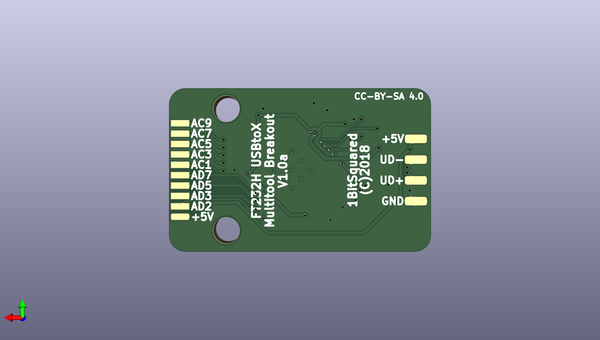 CC-BY-SA 4.0
AC9
AC7
AC5
AC3
AC1
AD7
AD5
AD3
AD2
+5V
FT232H USBtoX
Multitool Breakout
V1.0a
1BitSquared
(C)2018
+5V
UD-
UD+
GND